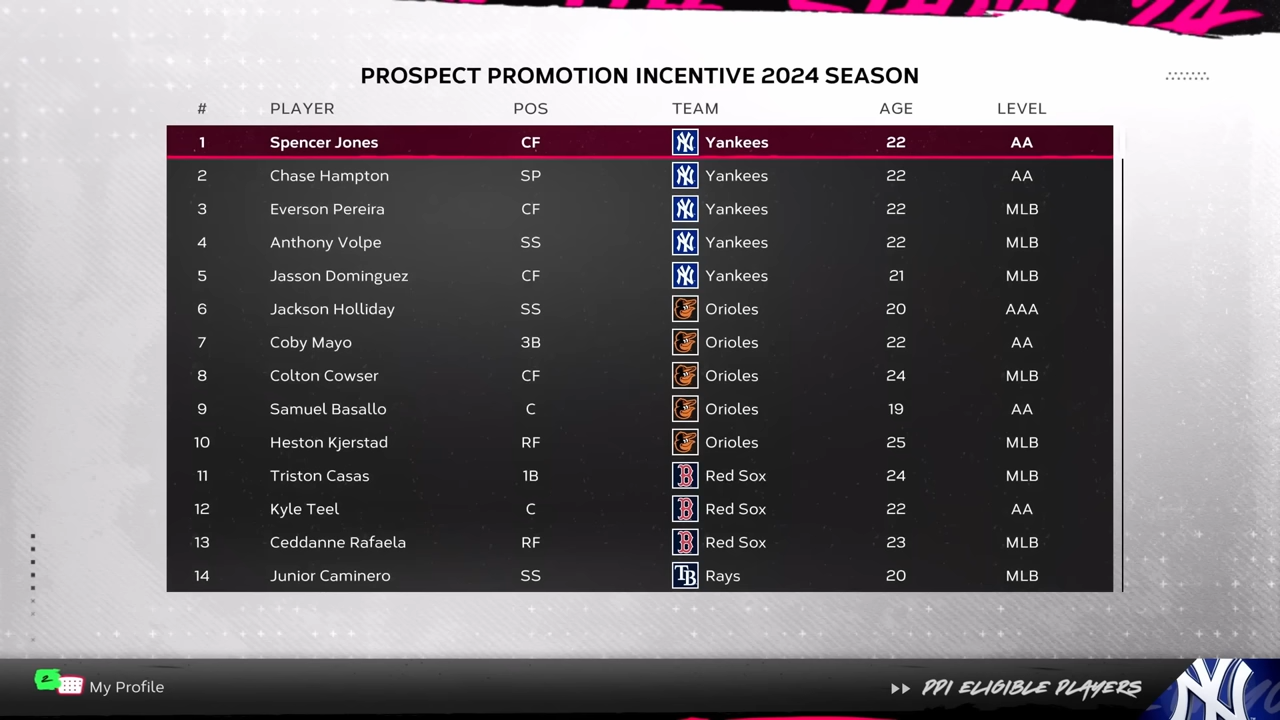 PROSPECT PROMOTION INCENTIVE 2024 SEASON
# PLAYER POS TEAM AGE LEVEL
1 Spencer Jones CF Yankees 22 AA
2 Chase Hampton SP Yankees 22 AA
3 Everson Pereira CF Yankees 22 MLB
4 Anthony Volpe SS Yankees 22 MLB
5 Jasson Dominguez CF Yankees 21 MLB
6 Jackson Holliday SS Orioles 20 AAA
7 Coby Mayo 3B Orioles 22 AA
8 Colton Cowser CF Orioles 24 MLB
9 Samuel Basallo C Orioles 19 AA
10 Heston Kjerstad RF Orioles 25 MLB
11 Triston Casas 1B Red Sox 24 MLB
12 Kyle Teel C Red Sox 22 AA
13 Ceddanne Rafaela RF Red Sox 23 MLB
14 Junior Caminero SS TB Rays 20 MLB
2 My Profile
PPI ELIGIBLE PLAYERS